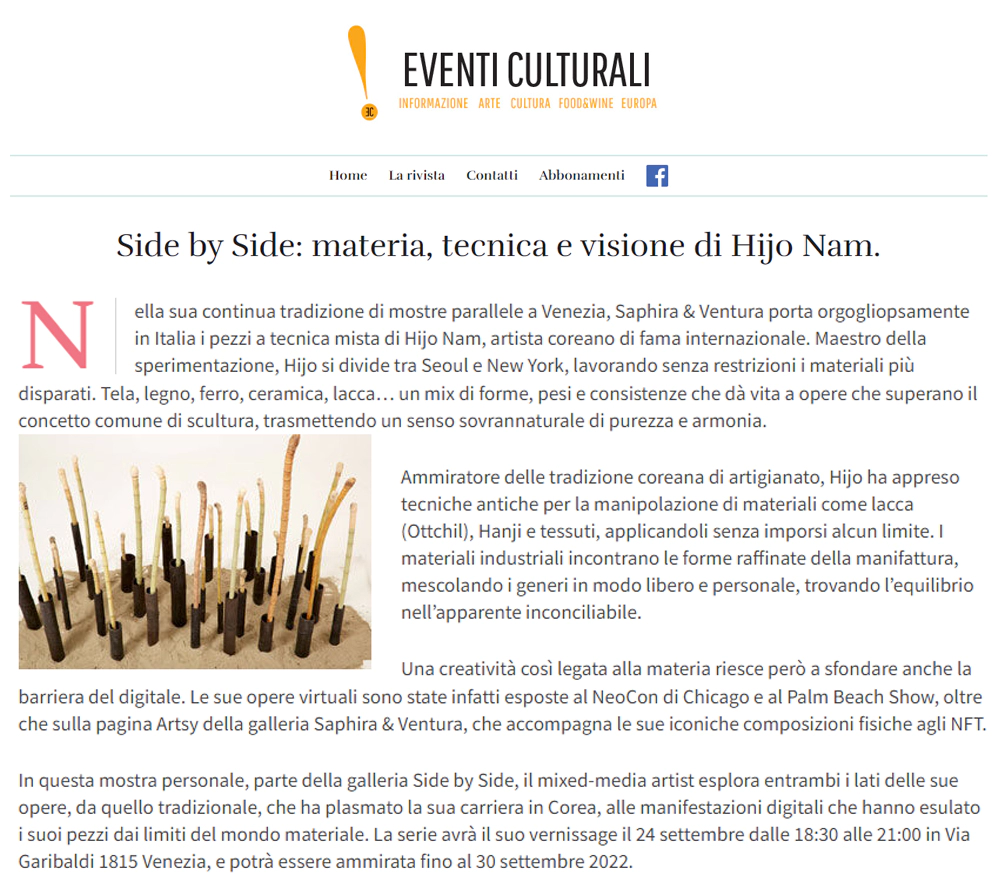 EVENTI CULTURALI
INFORMAZIONE ARTE CULTURA FOOD&WINE EUROPA
Home La rivista Contatti Abbonamenti
Side by Side: materia, tecnica e visione di Hijo Nam.
Nella sua continua tradizione di mostre parallele a Venezia, Saphira & Ventura porta orgogliopsamente
in Italia i pezzi a tecnica mista di Hijo Nam, artista coreano di fama internazionale. Maestro della
sperimentazione, Hijo si divide tra Seoul e New York, lavorando senza restrizioni i materiali più
disparati. Tela, legno, ferro, ceramica, lacca… un mix di forme, pesi e consistenze che dà vita a opere che superano il
concetto comune di scultura, trasmettendo un senso sovrannaturale di purezza e armonia.
Ammiratore delle tradizione coreana di artigianato, Hijo ha appreso
tecniche antiche per la manipolazione di materiali come lacca
(Ottchil), Hanji e tessuti, applicandoli senza imporsi alcun limite. I
materiali industriali incontrano le forme raffinate della manifattura,
mescolando i generi in modo libero e personale, trovando l’equilibrio
nell’apparente inconciliabile.
Una creatività così legata alla materia riesce però a sfondare anche la
barriera del digitale. Le sue opere virtuali sono state infatti esposte al NeoCon di Chicago e al Palm Beach Show, oltre
che sulla pagina Artsy della galleria Saphira & Ventura, che accompagna le sue iconiche composizioni fisiche agli NFT.
In questa mostra personale, parte della galleria Side by Side, il mixed-media artist esplora entrambi i lati delle sue
opere, da quello tradizionale, che ha plasmato la sua carriera in Corea, alle manifestazioni digitali che hanno esulato
i suoi pezzi dai limiti del mondo materiale. La serie avrà il suo vernissage il 24 settembre dalle 18:30 alle 21:00 in Via
Garibaldi 1815 Venezia, e potrà essere ammirata fino al 30 settembre 2022.